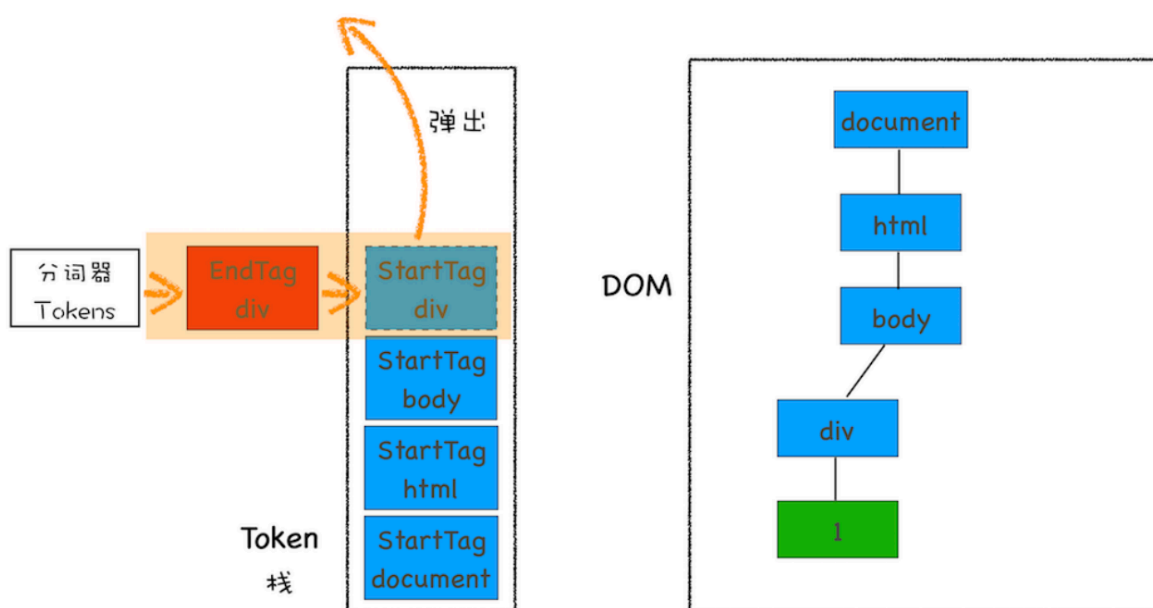 弹出
分词器
Tokens
EndTag
div
StartTag
div
StartTag
body
StartTag
html
StartTag
document
Token
栈
DOM
document
html
body
div
1